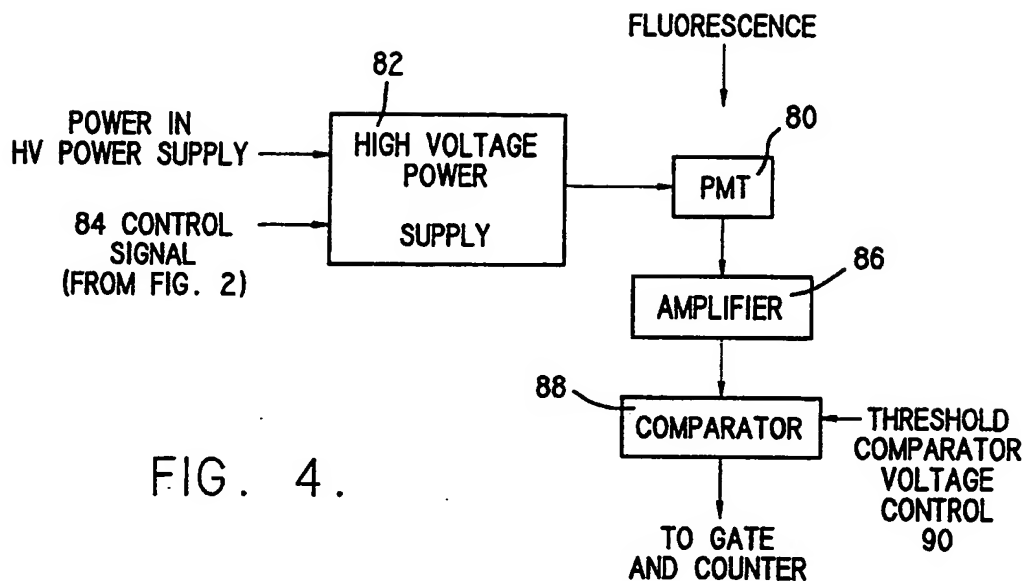 FLUORESCENCE
82
POWER IN
HV POWER SUPPLY
HIGH VOLTAGE
POWER
SUPPLY
80
PMT
84 CONTROL
SIGNAL
(FROM FIG. 2)
86
AMPLIFIER
88
COMPARATOR
THRESHOLD
COMPARATOR
VOLTAGE
CONTROL
90
TO GATE
AND COUNTER
FIG. 4.